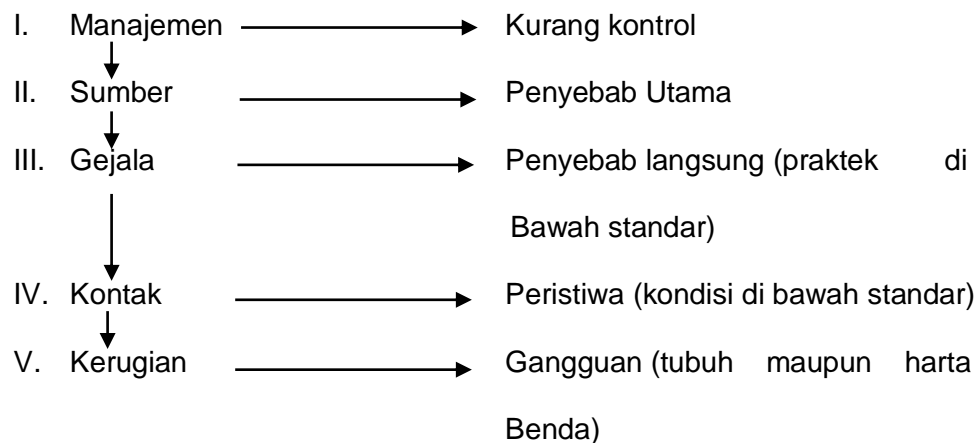 I. Manajemen Kurang kontrol
II. Sumber Penyebab Utama
III. Gejala Penyebab langsung (praktek di
Bawah standar)
IV. Kontak Peristiwa (kondisi di bawah standar)
V. Kerugian Gangguan (tubuh maupun harta
Benda)